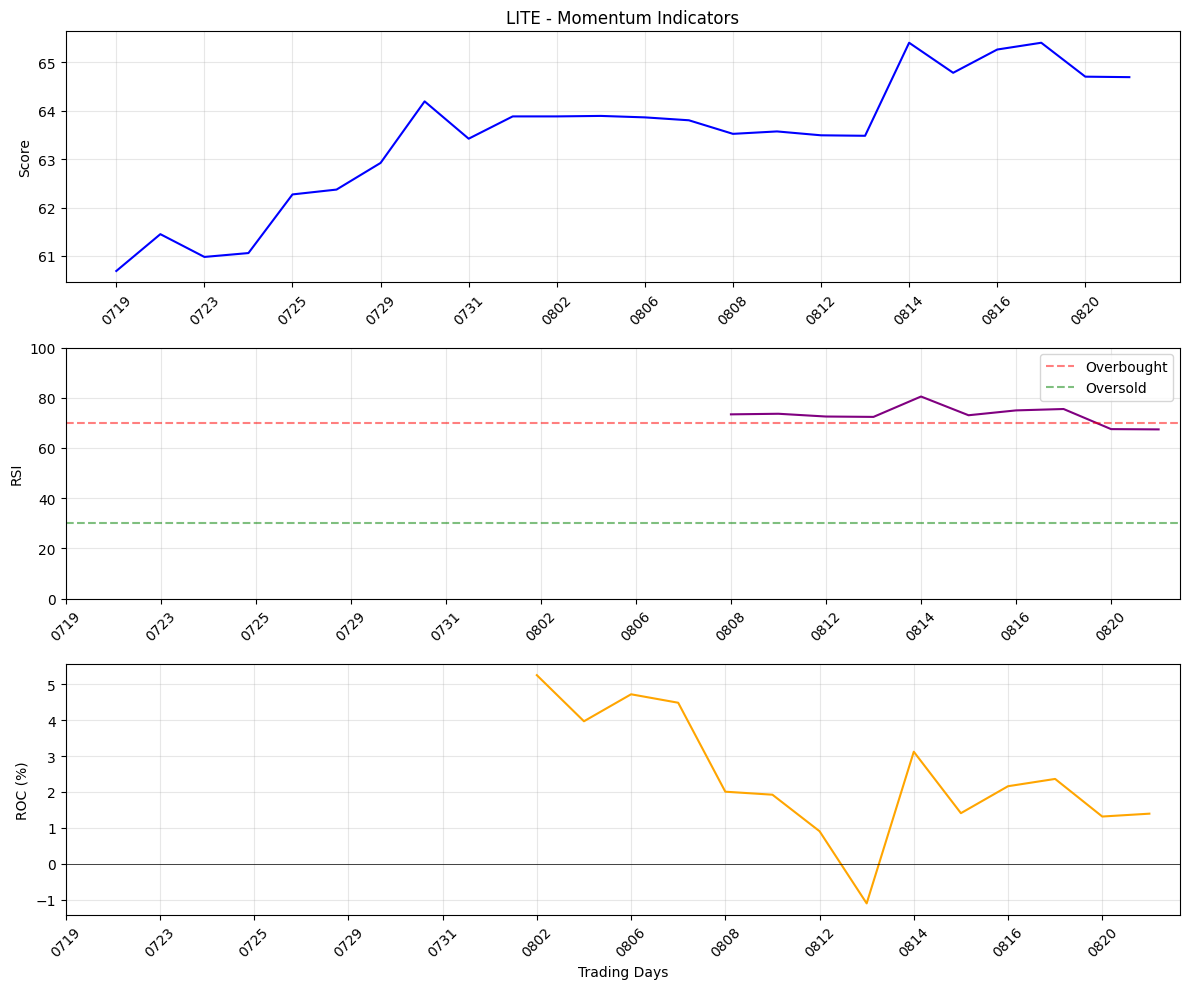 LITE - Momentum Indicators
Score
65
64
63
62
61
0719 0723 0725 0729 0731 0802 0806 0808 0812 0814 0816 0820
RSI
100
80
60
40
20
0
Overbought
Oversold
0719 0723 0725 0729 0731 0802 0806 0808 0812 0814 0816 0820
ROC (%)
5
4
3
2
1
0
−1
0719 0723 0725 0729 0731 0802 0806 0808 0812 0814 0816 0820
Trading Days